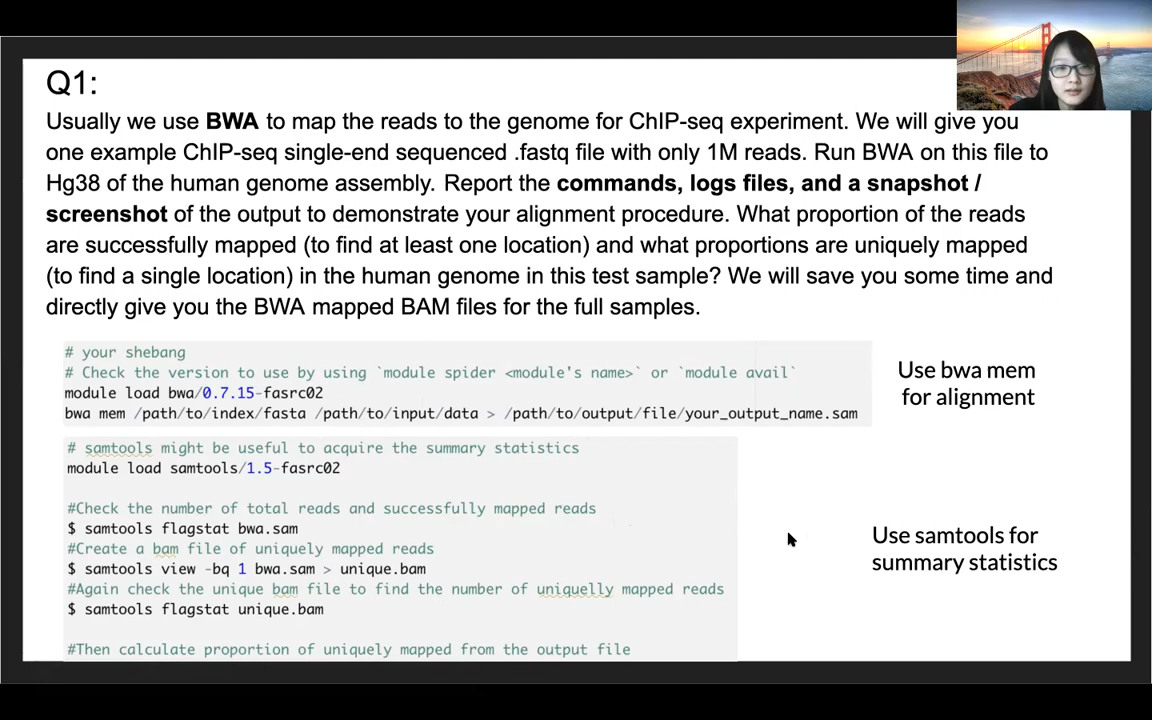 Q1:
Usually we use BWA to map the reads to the genome for ChIP-seq experiment. We will give you
one example ChIP-seq single-end sequenced .fastq file with only 1M reads. Run BWA on this file to
Hg38 of the human genome assembly. Report the commands, logs files, and a snapshot /
screenshot of the output to demonstrate your alignment procedure. What proportion of the reads
are successfully mapped (to find at least one location) and what proportions are uniquely mapped
(to find a single location) in the human genome in this test sample? We will save you some time and
directly give you the BWA mapped BAM files for the full samples.
# your shebang
# Check the version to use by using `module spider <module's name>` or `module avail`
module load bwa/0.7.15-fasrc02
bwa mem /path/to/index/fasta /path/to/input/data > /path/to/output/file/your_output_name.sam
Use bwa mem
for alignment
# samtools might be useful to acquire the summary statistics
module load samtools/1.5-fasrc02
#Check the number of total reads and successfully mapped reads
$ samtools flagstat bwa.sam
#Create a bam file of uniquely mapped reads
$ samtools view -bq 1 bwa.sam > unique.bam
#Again check the unique bam file to find the number of uniquelly mapped reads
$ samtools flagstat unique.bam
#Then calculate proportion of uniquely mapped from the output file
Use samtools for
summary statistics